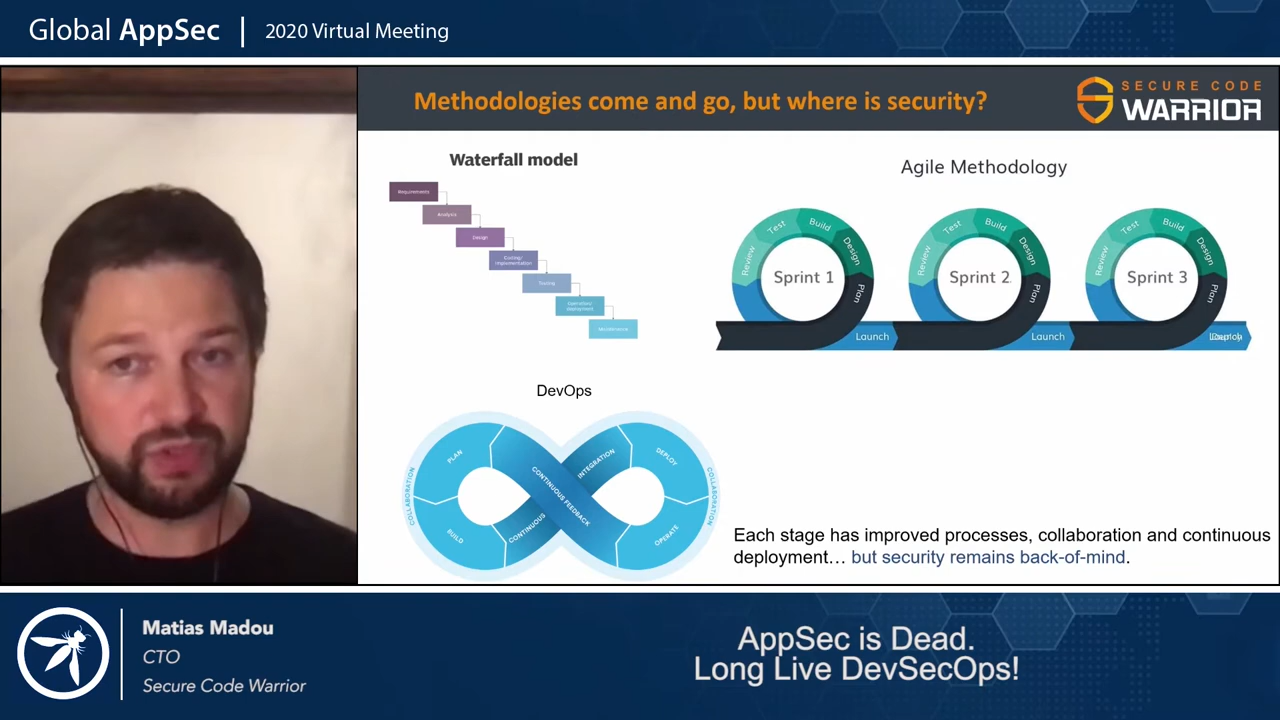 Global AppSec | 2020 Virtual Meeting
Methodologies come and go, but where is security?
SECURE CODE
WARRIOR
Waterfall model
Requirements
Analysis
Design
Coding/
Implementation
Testing
Operation/
deployment
Maintenance
Agile Methodology
Review
Test
Build
Design
Plan
Sprint 1
Launch
Review
Test
Build
Design
Plan
Sprint 2
Launch
Review
Test
Build
Design
Plan
Sprint 3
DevOps
COLLABORATION
PLAN
BUILD
CONTINUOUS INTEGRATION
CONTINUOUS FEEDBACK
DEPLOY
OPERATE
COLLABORATION
Each stage has improved processes, collaboration and continuous
deployment… but security remains back-of-mind.
Matias Madou
CTO
Secure Code Warrior
AppSec is Dead.
Long Live DevSecOps!